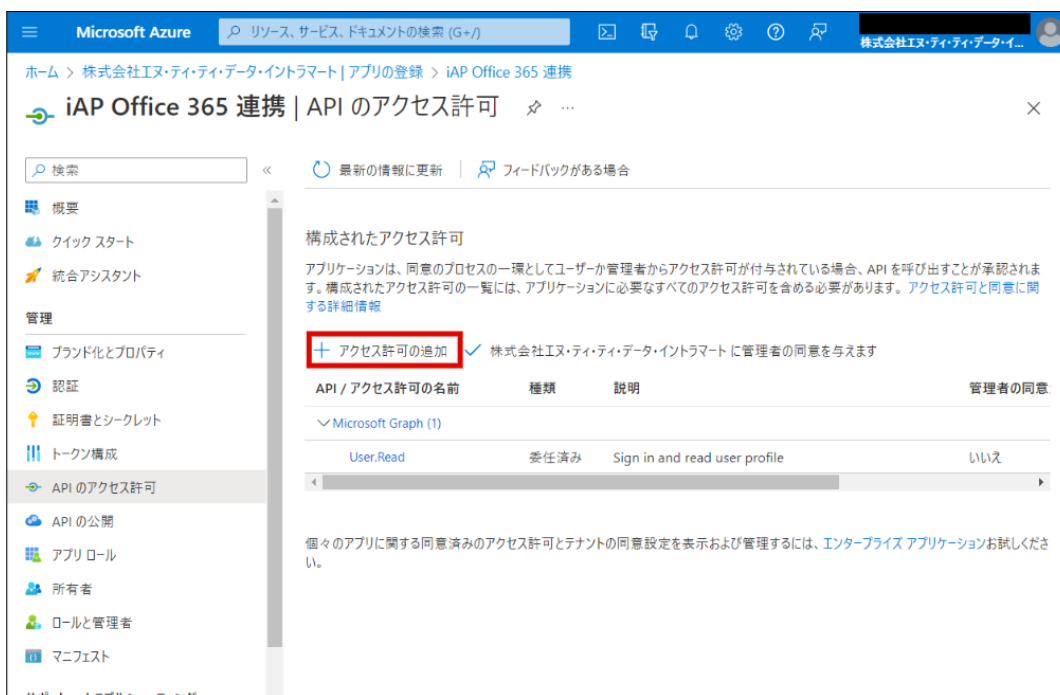 Microsoft Azure
リソース、サービス、ドキュメントの検索 (G+/)
株式会社エヌ・ティ・ティ・データ・イ...
ホーム > 株式会社エヌ・ティ・ティ・データ・イントラマート | アプリの登録 > iAP Office 365 連携
iAP Office 365 連携 | API のアクセス許可
検索
最新の情報に更新
フィードバックがある場合
概要
クイック スタート
統合アシスタント
管理
ブランド化とプロパティ
認証
証明書とシークレット
トークン構成
API のアクセス許可
API の公開
アプリ ロール
所有者
ロールと管理者
マニフェスト
構成されたアクセス許可
アプリケーションは、同意のプロセスの一環としてユーザーか管理者からアクセス許可が付与されている場合、API を呼び出すことが承認されま
す。構成されたアクセス許可の一覧には、アプリケーションに必要なすべてのアクセス許可を含める必要があります。アクセス許可と同意に関
する詳細情報
アクセス許可の追加
株式会社エヌ・ティ・ティ・データ・イントラマート に管理者の同意を与えます
API / アクセス許可の名前 種類 説明 管理者の同意
Microsoft Graph (1)
User.Read 委任済み Sign in and read user profile いいえ
個々のアプリに関する同意済みのアクセス許可とテナントの同意設定を表示および管理するには、エンタープライズ アプリケーションお試しくださ
い。